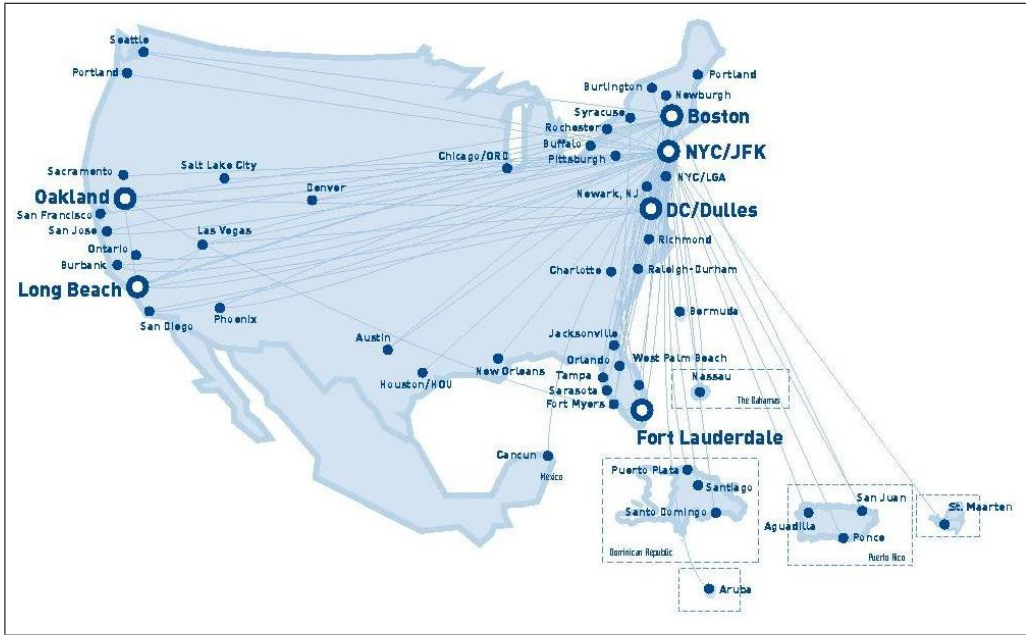 Seattle
Portland
Portland
Burlington
Newburgh
Syracuse
Boston
Rochester
Buffalo
NYC/JFK
Chicago/ORD
Pittsburgh
Salt Lake City
Sacramento
NYC/LGA
Denver
Newark, NJ
Oakland
DC/Dulles
San Francisco
San Jose
Las Vegas
Richmond
Ontario
Burbank
Charlotte
Raleigh-Durham
Long Beach
Bermuda
San Diego
Phoenix
Austin
Jacksonville
Orlando
West Palm Beach
New Orleans
Tampa
Nassau
Houston/HOU
Sarasota
The Bahamas
Fort Myers
Fort Lauderdale
Cancun
Puerto Plata
Mexico
Santiago
San Juan
St. Maarten
Santo Domingo
Aguadilla
Ponce
Dominican Republic
Puerto Rico
Aruba